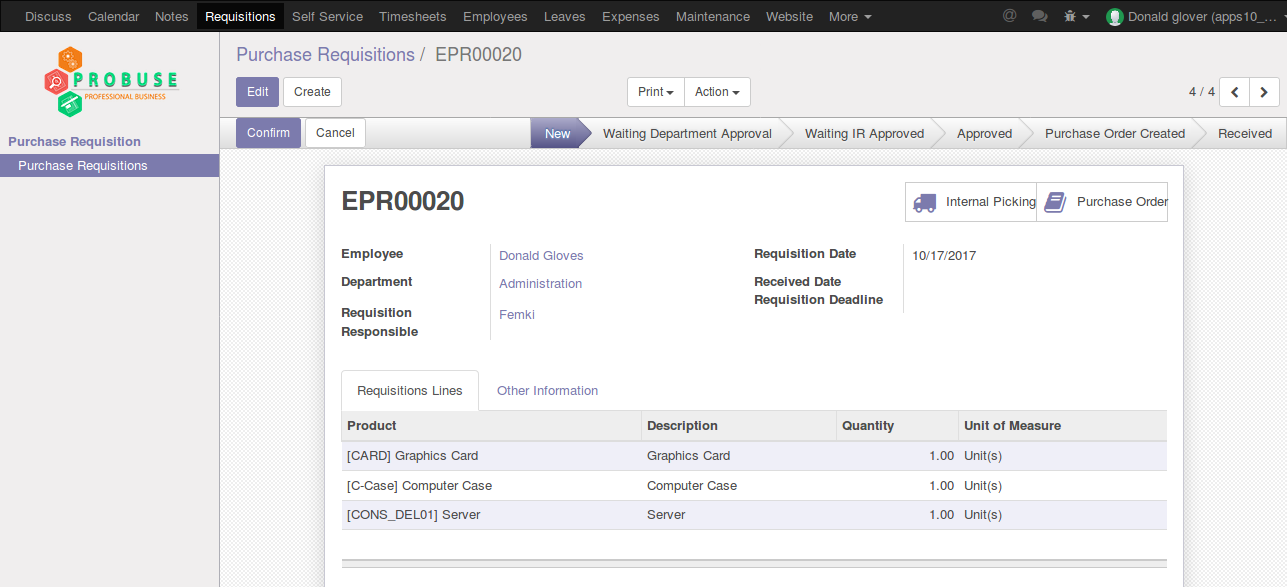 Discuss Calendar Notes Requisitions Self Service Timesheets Employees Leaves Expenses Maintenance Website More @ Donald glover (apps10_...
PROBUSE
PROFESSIONAL BUSINESS
Purchase Requisitions / EPR00020
Edit Create Print Action 4 / 4
Confirm Cancel New Waiting Department Approval Waiting IR Approved Approved Purchase Order Created Received
Purchase Requisition
Purchase Requisitions
EPR00020
Internal Picking Purchase Order
Employee Donald Gloves Requisition Date 10/17/2017
Department Administration Received Date
Requisition Deadline
Requisition
Responsible Femki
Requisitions Lines Other Information
Product Description Quantity Unit of Measure
[CARD] Graphics Card Graphics Card 1.00 Unit(s)
[C-Case] Computer Case Computer Case 1.00 Unit(s)
[CONS_DEL01] Server Server 1.00 Unit(s)